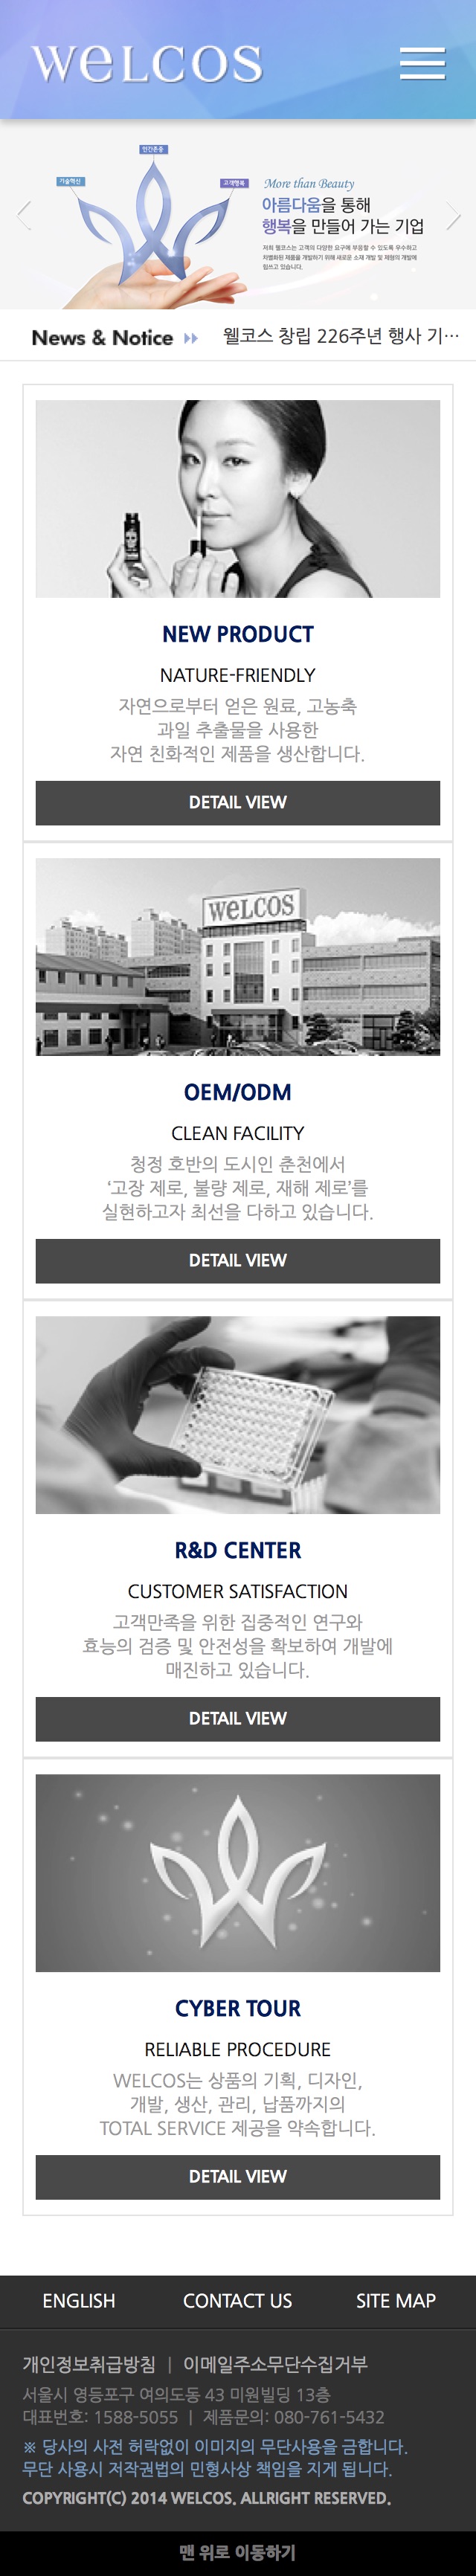 WELCOS
인간존중
기술혁신
고객행복
More than Beauty
아름다움을 통해
행복을 만들어 가는 기업
저희 웰코스는 고객의 다양한 요구에 부응할 수 있도록 우수하고
차별화된 제품을 개발하기 위해 새로운 소재 개발 및 제형의 개발에
힘쓰고 있습니다.
News & Notice
웰코스 창립 226주년 행사 기…
NEW PRODUCT
NATURE-FRIENDLY
자연으로부터 얻은 원료, 고농축
과일 추출물을 사용한
자연 친화적인 제품을 생산합니다.
DETAIL VIEW
WELCOS
OEM/ODM
CLEAN FACILITY
청정 호반의 도시인 춘천에서
‘고장 제로, 불량 제로, 재해 제로’를
실현하고자 최선을 다하고 있습니다.
DETAIL VIEW
R&D CENTER
CUSTOMER SATISFACTION
고객만족을 위한 집중적인 연구와
효능의 검증 및 안전성을 확보하여 개발에
매진하고 있습니다.
DETAIL VIEW
CYBER TOUR
RELIABLE PROCEDURE
WELCOS는 상품의 기획, 디자인,
개발, 생산, 관리, 납품까지의
TOTAL SERVICE 제공을 약속합니다.
DETAIL VIEW
ENGLISH CONTACT US SITE MAP
개인정보취급방침 | 이메일주소무단수집거부
서울시 영등포구 여의도동 43 미원빌딩 13층
대표번호: 1588-5055 | 제품문의: 080-761-5432
※ 당사의 사전 허락없이 이미지의 무단사용을 금합니다.
무단 사용시 저작권법의 민형사상 책임을 지게 됩니다.
COPYRIGHT(C) 2014 WELCOS. ALLRIGHT RESERVED.
맨 위로 이동하기